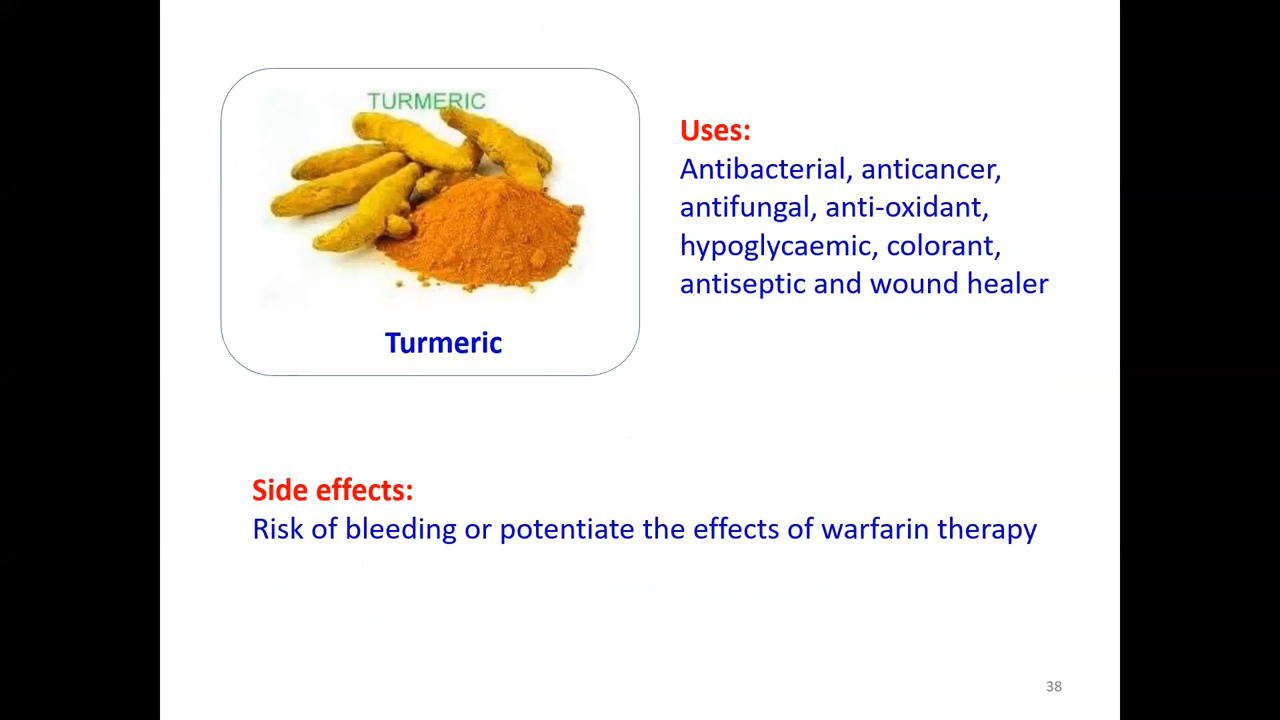 TURMERIC
Turmeric
Uses:
Antibacterial, anticancer,
antifungal, anti-oxidant,
hypoglycaemic, colorant,
antiseptic and wound healer
Side effects:
Risk of bleeding or potentiate the effects of warfarin therapy
38